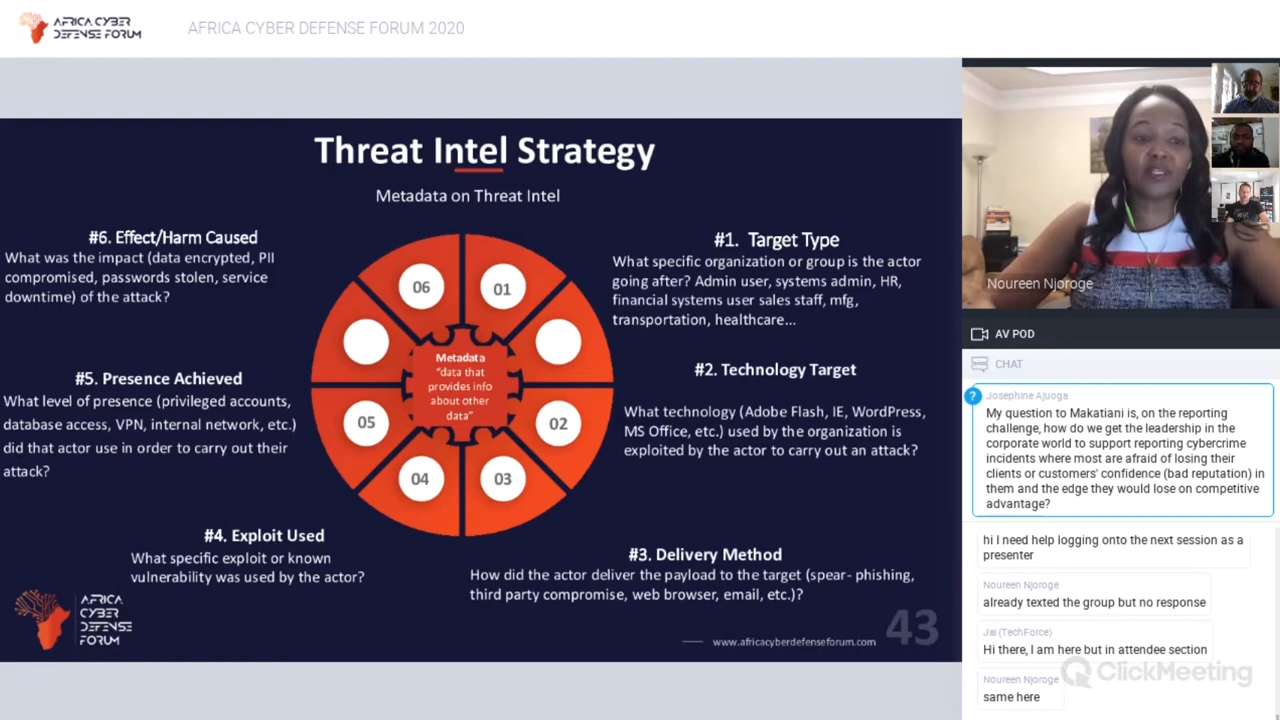 AFRICA CYBER
DEFENSE FORUM
AFRICA CYBER DEFENSE FORUM 2020
Threat Intel Strategy
Metadata on Threat Intel
#6. Effect/Harm Caused
What was the impact (data encrypted, PII
compromised, passwords stolen, service
downtime) of the attack?
#5. Presence Achieved
What level of presence (privileged accounts,
database access, VPN, internal network, etc.)
did that actor use in order to carry out their
attack?
#4. Exploit Used
What specific exploit or known
vulnerability was used by the actor?
06
01
05
02
04
03
Metadata
"data that
provides info
about other
data"
#1. Target Type
What specific organization or group is the actor
going after? Admin user, systems admin, HR,
financial systems user sales staff, mfg,
transportation, healthcare...
#2. Technology Target
What technology (Adobe Flash, IE, WordPress,
MS Office, etc.) used by the organization is
exploited by the actor to carry out an attack?
#3. Delivery Method
How did the actor deliver the payload to the target (spear- phishing,
third party compromise, web browser, email, etc.)?
AFRICA
CYBER
DEFENSE
FORUM
www.africacyberdefenseforum.com
43
Noureen Njoroge
AV POD
CHAT
?
Josephine Ajuoga
My question to Makatiani is, on the reporting
challenge, how do we get the leadership in the
corporate world to support reporting cybercrime
incidents where most are afraid of losing their
clients or customers' confidence (bad reputation) in
them and the edge they would lose on competitive
advantage?
hi I need help logging onto the next session as a
presenter
Noureen Njoroge
already texted the group but no response
Jai (TechForce)
Hi there, I am here but in attendee section
Noureen Njoroge
same here
ClickMeeting